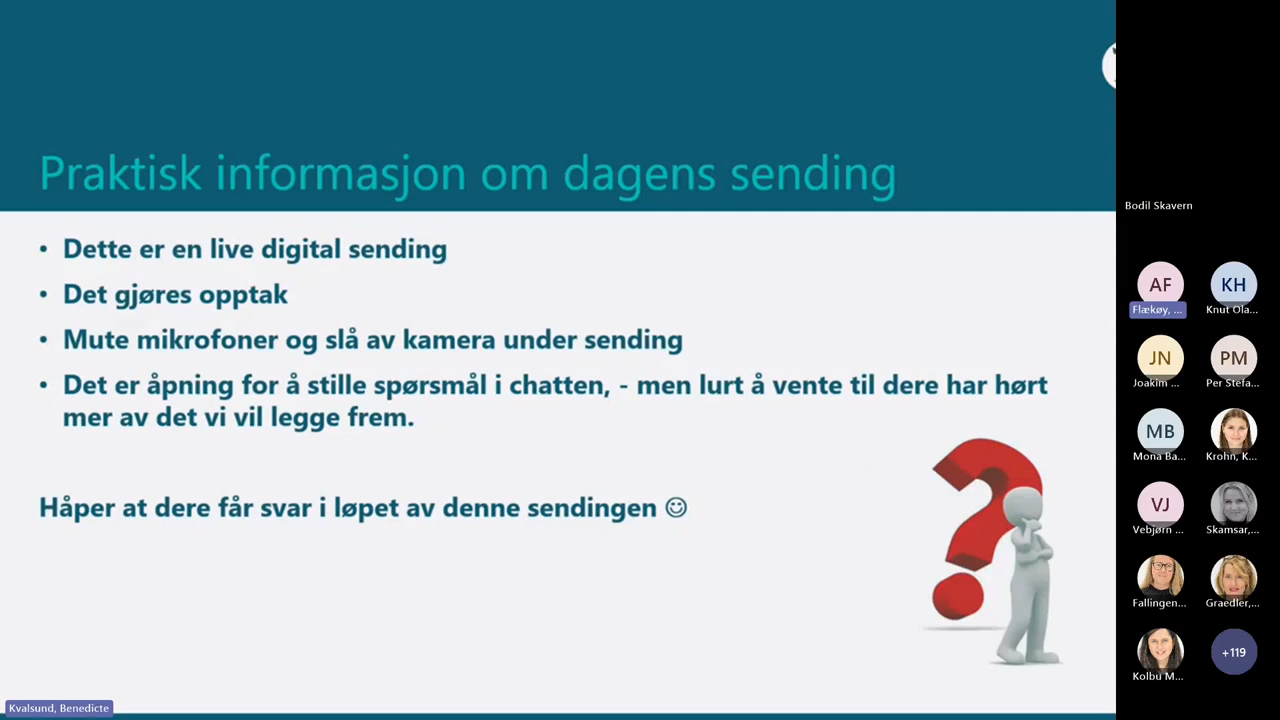 Praktisk informasjon om dagens sending
• Dette er en live digital sending
• Det gjøres opptak
• Mute mikrofoner og slå av kamera under sending
• Det er åpning for å stille spørsmål i chatten, - men lurt å vente til dere har hørt
mer av det vi vil legge frem.
Håper at dere får svar i løpet av denne sendingen ☺
Kvalsund, Benedicte
Bodil Skavern
AF
KH
Flækøy, ...
Knut Ola...
JN
PM
Joakim ...
Per Stefa...
MB
Mona Ba...
Krohn, K...
VJ
Vebjørn ...
Skamsar,...
Fallingen...
Graedler,...
+119
Kolbu M...